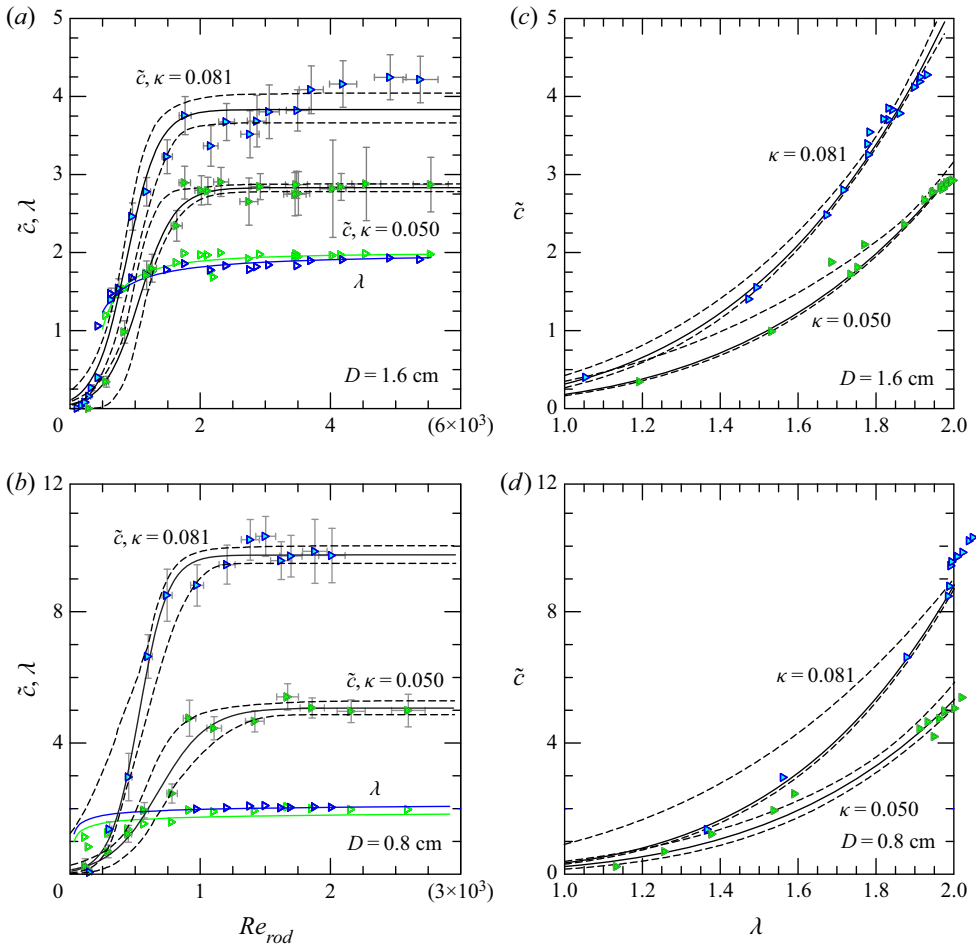 (a)
5
4
3
2
1
0
c̃, λ
c̃, κ = 0.081
c̃, κ = 0.050
λ
D = 1.6 cm
0
2
4
(6×10³)
(c)
5
4
3
2
1
0
c̃
κ = 0.081
κ = 0.050
D = 1.6 cm
1.0
1.2
1.4
1.6
1.8
2.0
(b)
12
8
4
0
c̃, λ
c̃, κ = 0.081
c̃, κ = 0.050
λ
D = 0.8 cm
0
1
2
(3×10³)
Re_rod
(d)
12
8
4
0
c̃
κ = 0.081
κ = 0.050
D = 0.8 cm
1.0
1.2
1.4
1.6
1.8
2.0
λ